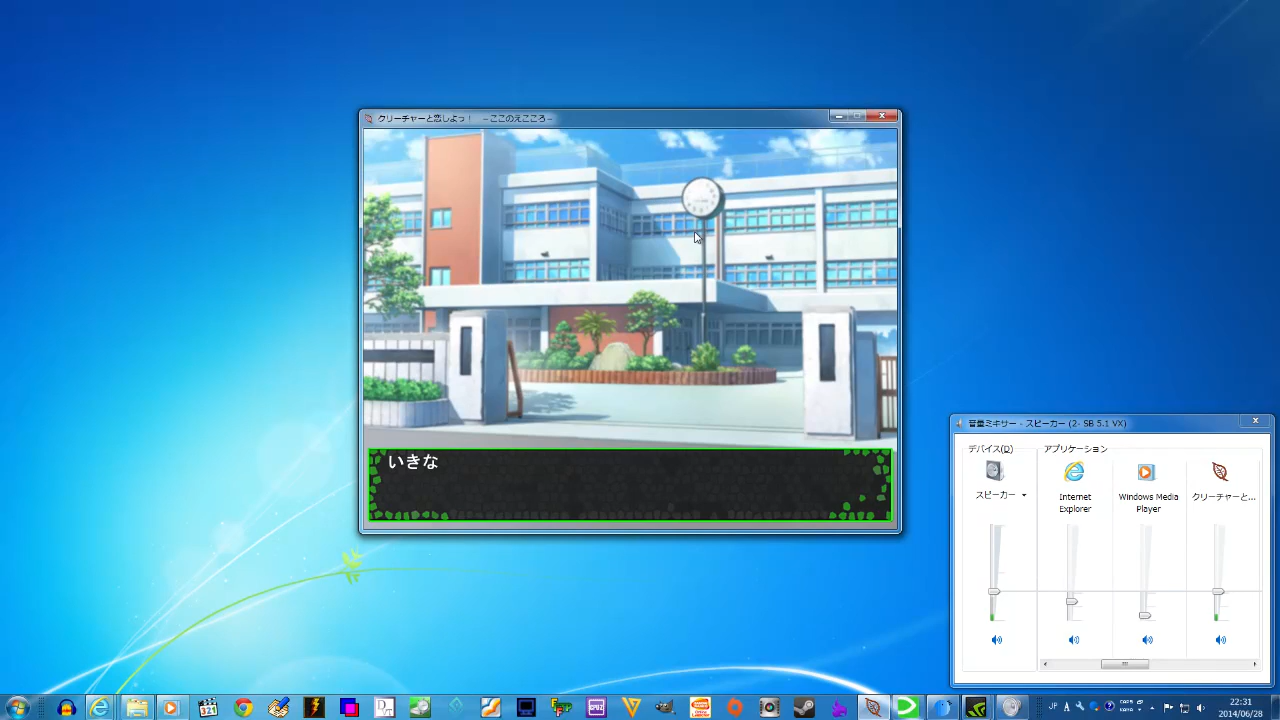 クリーチャーと恋しよっ！　－ここのえこころ－
いきな
音量ミキサー - スピーカー (2- SB 5.1 VX)
デバイス(D)
アプリケーション
スピーカー
Internet Explorer
Windows Media Player
クリーチャーと...
JP
22:31
2014/06/28